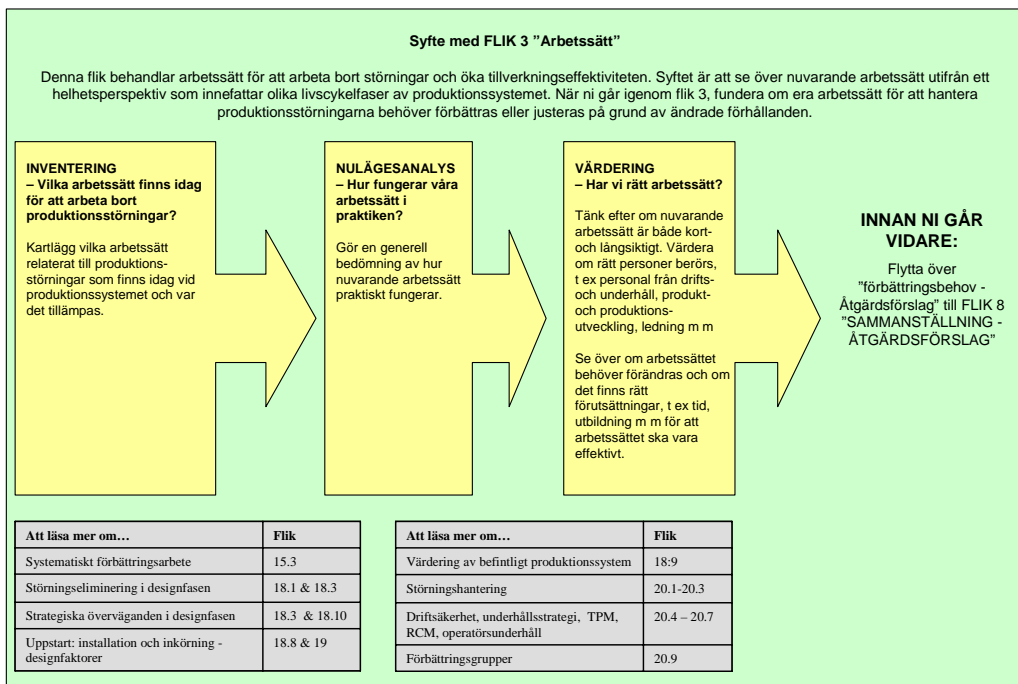 Syfte med FLIK 3 ”Arbetssätt”
Denna flik behandlar arbetssätt för att arbeta bort störningar och öka tillverkningseffektiviteten. Syftet är att se över nuvarande arbetssätt utifrån ett
helhetsperspektiv som innefattar olika livscykelfaser av produktionssystemet. När ni går igenom flik 3, fundera om era arbetssätt för att hantera
produktionsstörningarna behöver förbättras eller justeras på grund av ändrade förhållanden.
INVENTERING
– Vilka arbetssätt finns idag
för att arbeta bort
produktionsstörningar?
Kartlägg vilka arbetssätt
relaterat till produktions-
störningar som finns idag vid
produktionssystemet och var
det tillämpas.
NULÄGESANALYS
– Hur fungerar våra
arbetssätt i
praktiken?
Gör en generell
bedömning av hur
nuvarande arbetssätt
praktiskt fungerar.
VÄRDERING
– Har vi rätt arbetssätt?
Tänk efter om nuvarande
arbetssätt är både kort-
och långsiktigt. Värdera
om rätt personer berörs,
t ex personal från drifts-
och underhåll, produkt-
och produktions-
utveckling, ledning m m
Se över om arbetssättet
behöver förändras och om
det finns rätt
förutsättningar, t ex tid,
utbildning m m för att
arbetssättet ska vara
effektivt.
INNAN NI GÅR
VIDARE:
Flytta över
”förbättringsbehov -
Åtgärdsförslag” till FLIK 8
”SAMMANSTÄLLNING -
ÅTGÄRDSFÖRSLAG”
Att läsa mer om… Flik
Systematiskt förbättringsarbete 15.3
Störningseliminering i designfasen 18.1 & 18.3
Strategiska överväganden i designfasen 18.3 & 18.10
Uppstart: installation och inkörning - 18.8 & 19
designfaktorer
Att läsa mer om… Flik
Värdering av befintligt produktionssystem 18:9
Störningshantering 20.1-20.3
Driftsäkerhet, underhållsstrategi, TPM, 20.4 – 20.7
RCM, operatörsunderhåll
Förbättringsgrupper 20.9